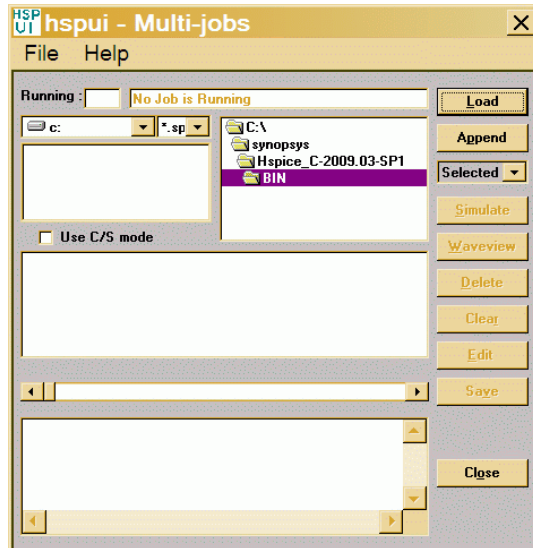 HSP UI hspui - Multi-jobs
File Help
Running : No Job is Running
Load
c: *.sp C:\
synopsys
Append
Hspice_C-2009.03-SP1
BIN
Selected
Simulate
Use C/S mode
Waveview
Delete
Clear
Edit
Save
Close